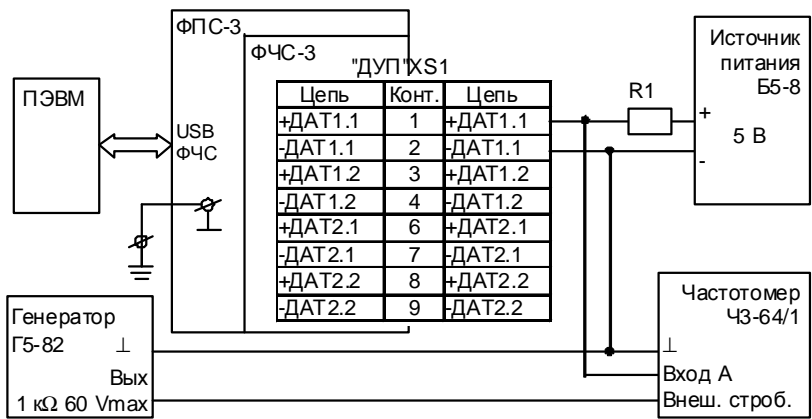 ФПС-3
ФЧС-3
"ДУП"XS1
Цепь Конт. Цепь
+ДАТ1.1 1 +ДАТ1.1
-ДАТ1.1 2 -ДАТ1.1
+ДАТ1.2 3 +ДАТ1.2
-ДАТ1.2 4 -ДАТ1.2
+ДАТ2.1 6 +ДАТ2.1
-ДАТ2.1 7 -ДАТ2.1
+ДАТ2.2 8 +ДАТ2.2
-ДАТ2.2 9 -ДАТ2.2
ПЭВМ
USB
ФЧС
R1
Источник
питания
Б5-8
+
5 В
-
Генератор
Г5-82 ⊥
Вых
1 kΩ 60 Vmax
Частотомер
ЧЗ-64/1
⊥
Вход А
Внеш. строб.